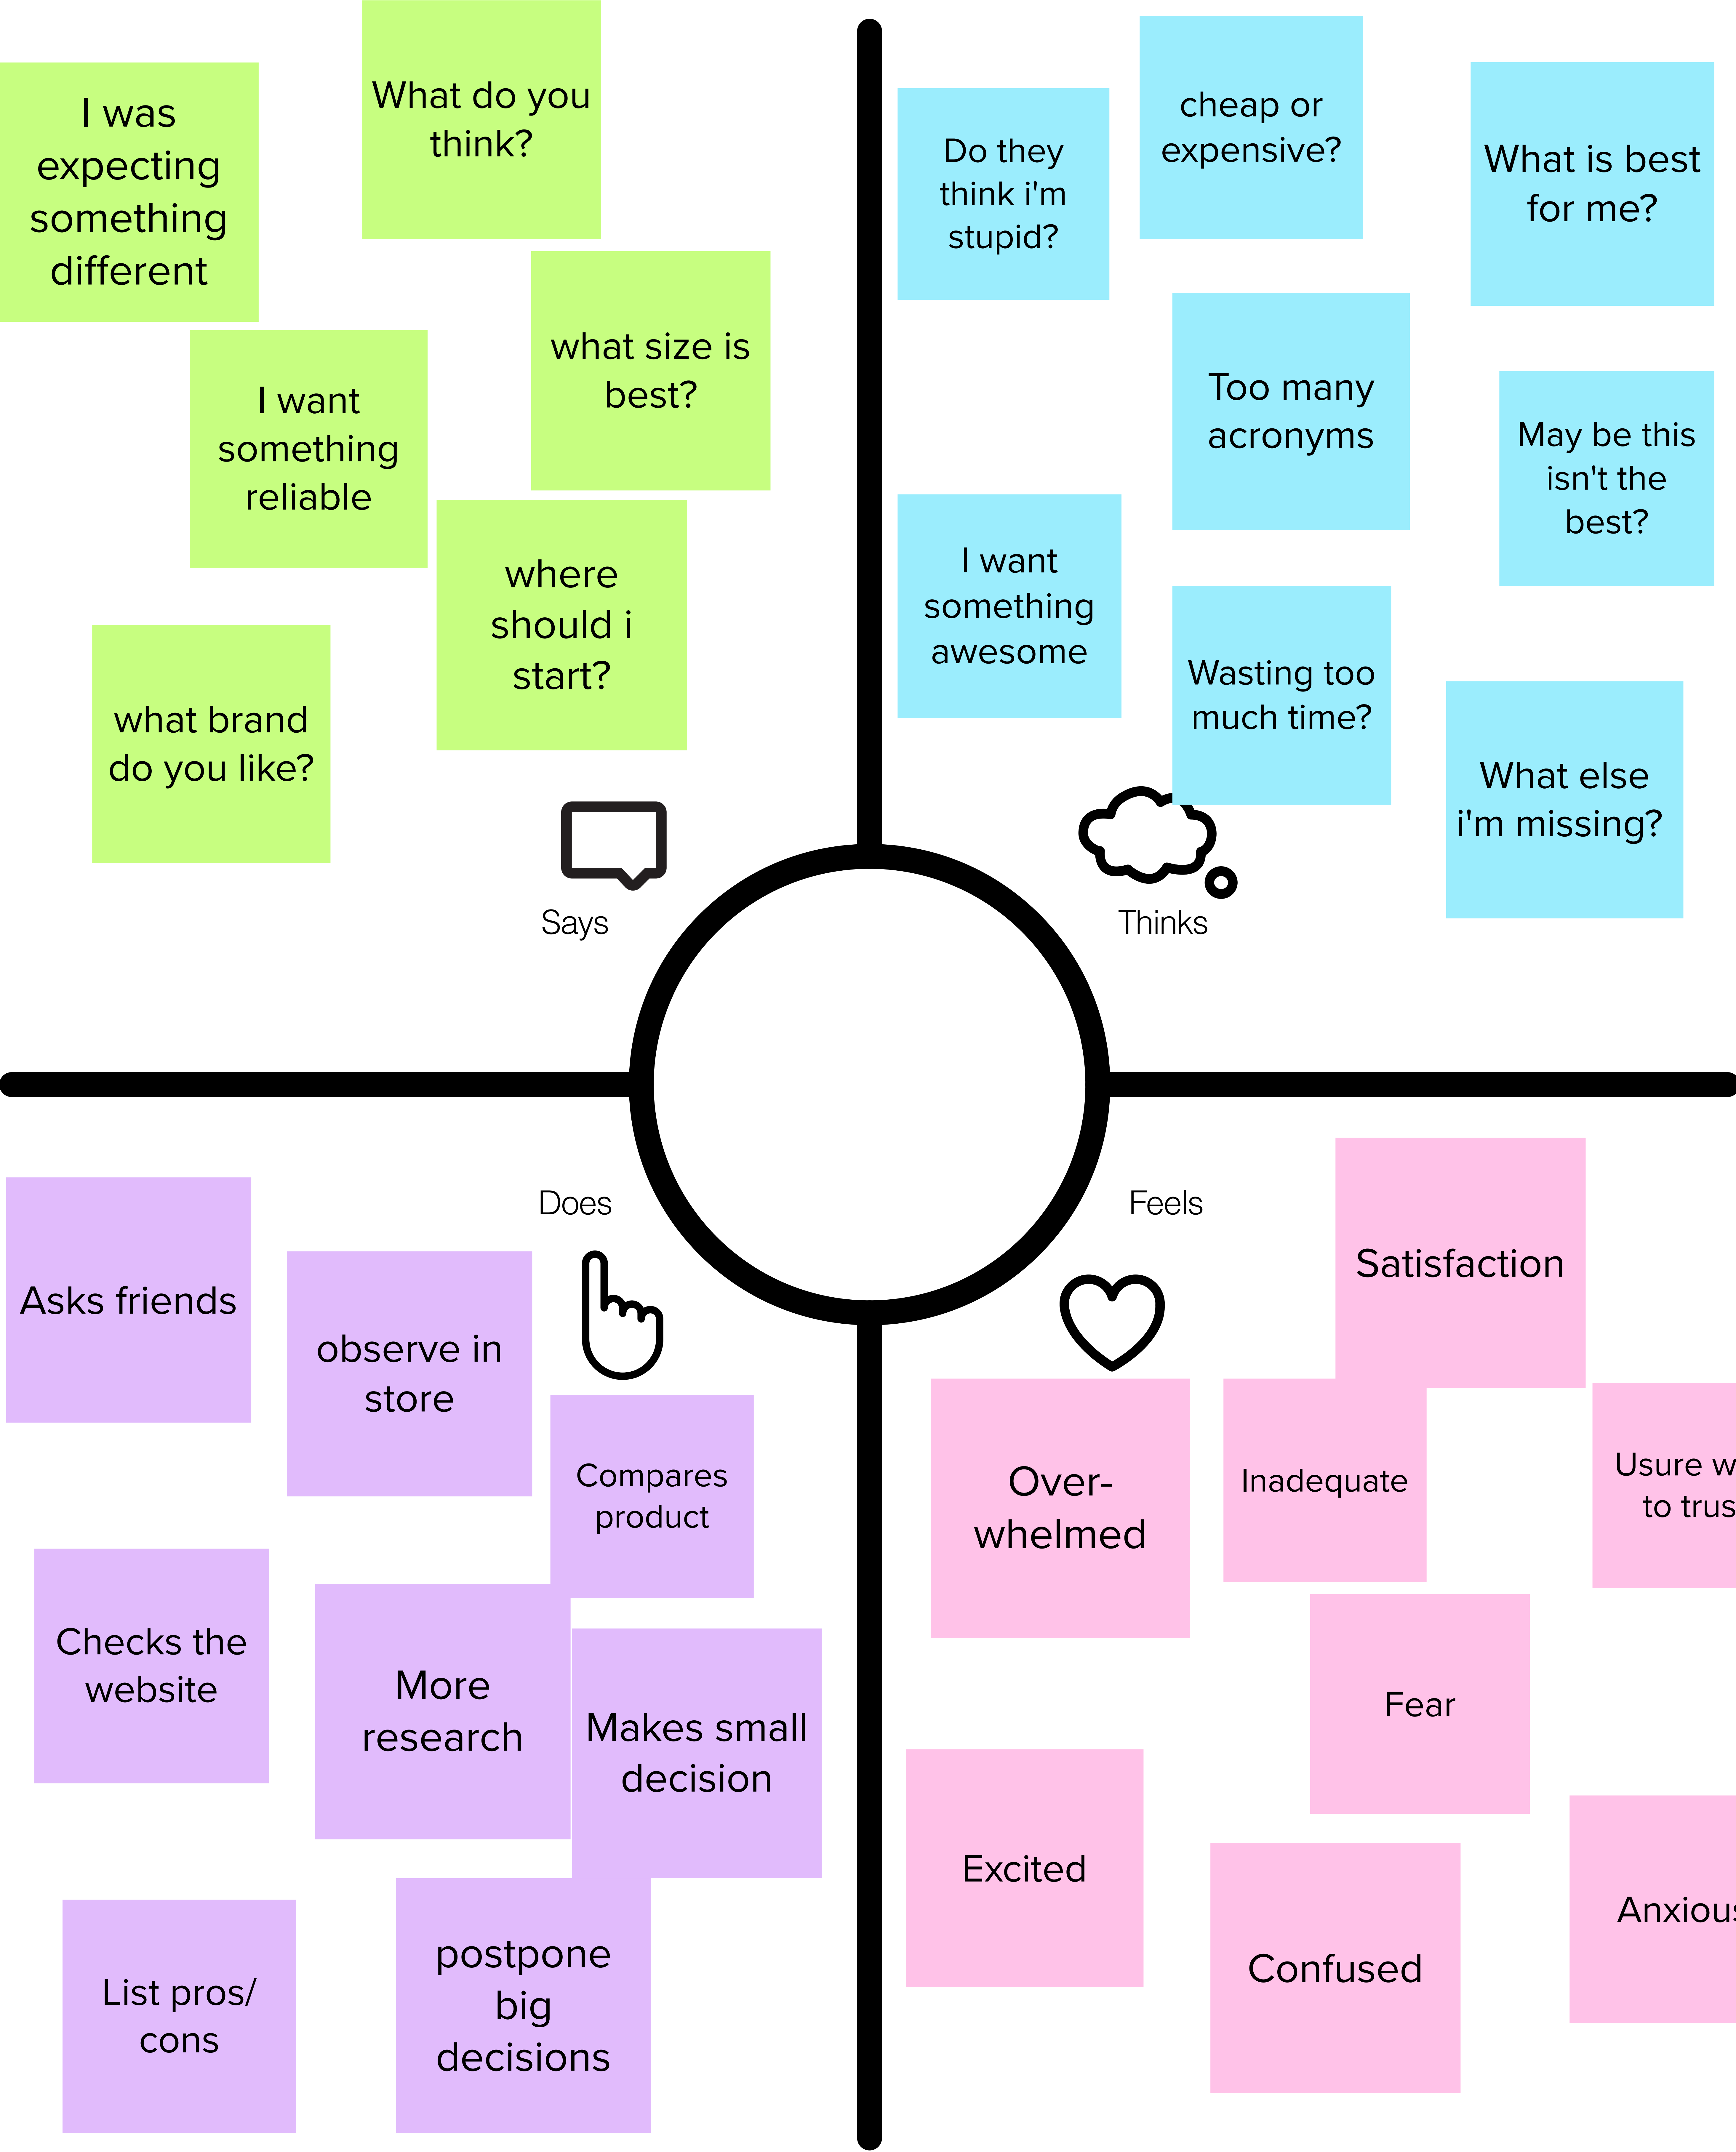 I was
expecting
something
different
What do you
think?
what size is
best?
I want
something
reliable
where
should i
start?
what brand
do you like?
Says
Do they
think i'm
stupid?
cheap or
expensive?
What is best
for me?
Too many
acronyms
May be this
isn't the
best?
I want
something
awesome
Wasting too
much time?
What else
i'm missing?
Thinks
Does
Asks friends
observe in
store
Compares
product
Checks the
website
More
research
Makes small
decision
List pros/
cons
postpone
big
decisions
Feels
Satisfaction
Over-
whelmed
Inadequate
Usure
to
Fear
Excited
Confused